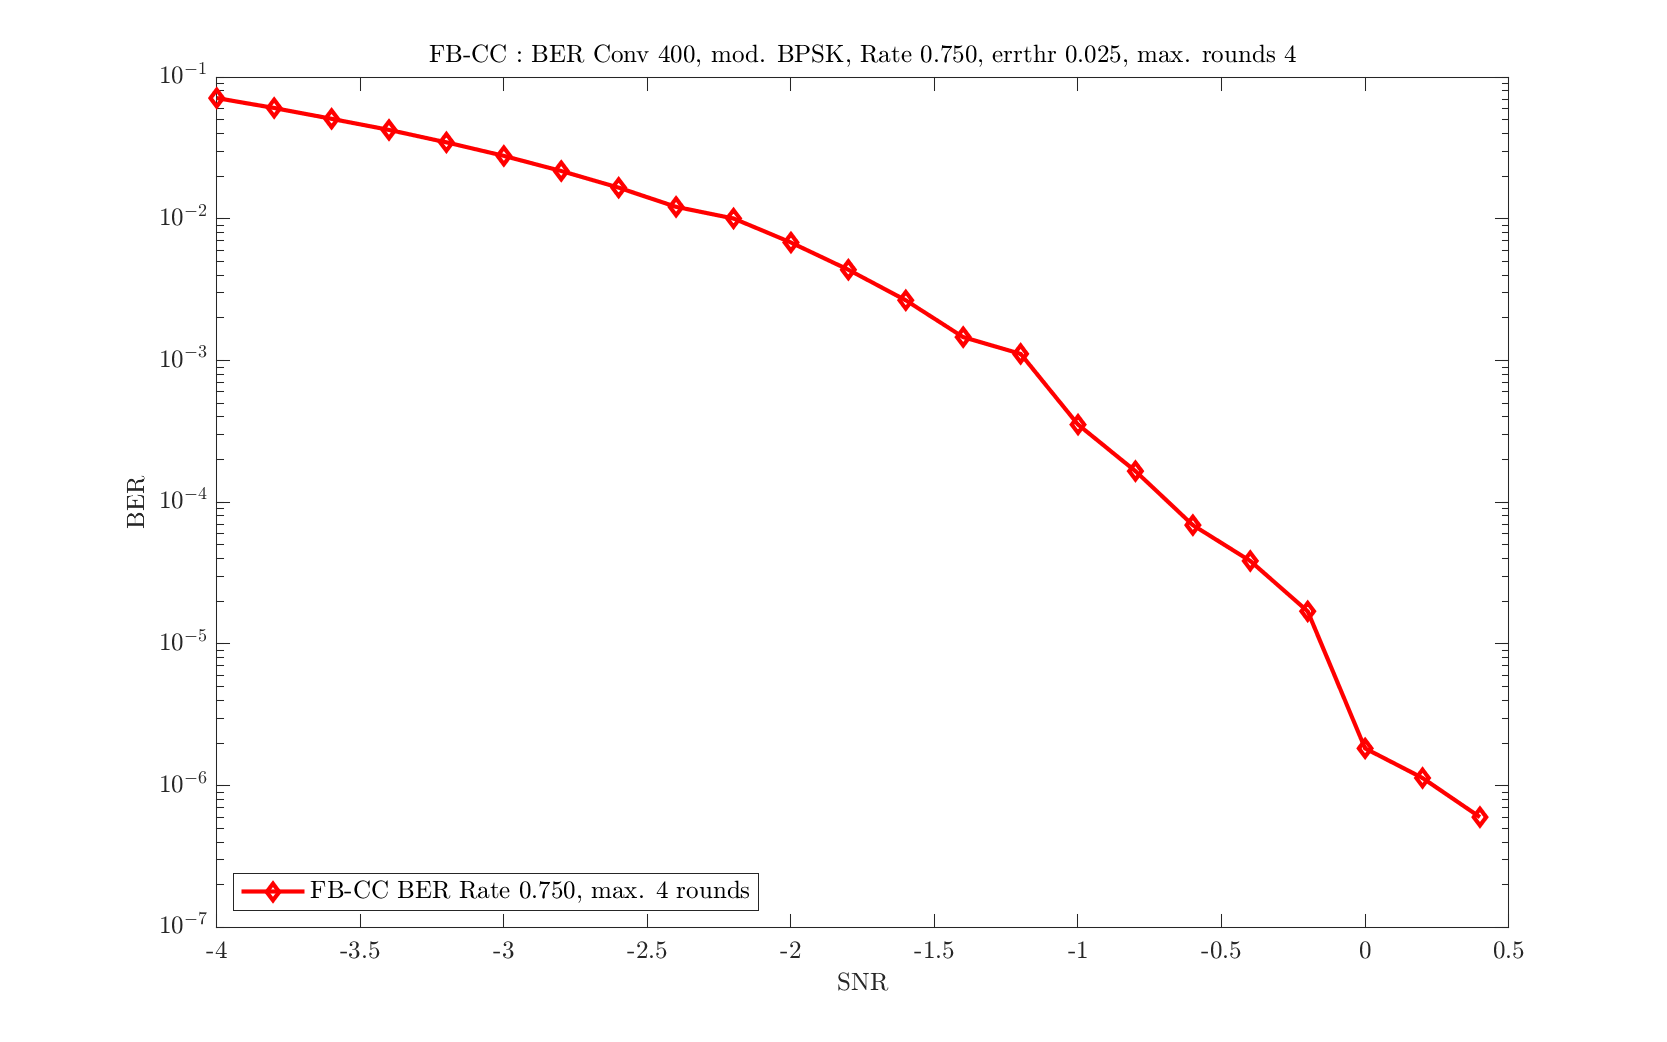 FB-CC : BER Conv 400, mod. BPSK, Rate 0.750, errthr 0.025, max. rounds 4
10⁻¹
10⁻²
10⁻³
10⁻⁴
10⁻⁵
10⁻⁶
10⁻⁷
BER
FB-CC BER Rate 0.750, max. 4 rounds
-4 -3.5 -3 -2.5 -2 -1.5 -1 -0.5 0 0.5
SNR